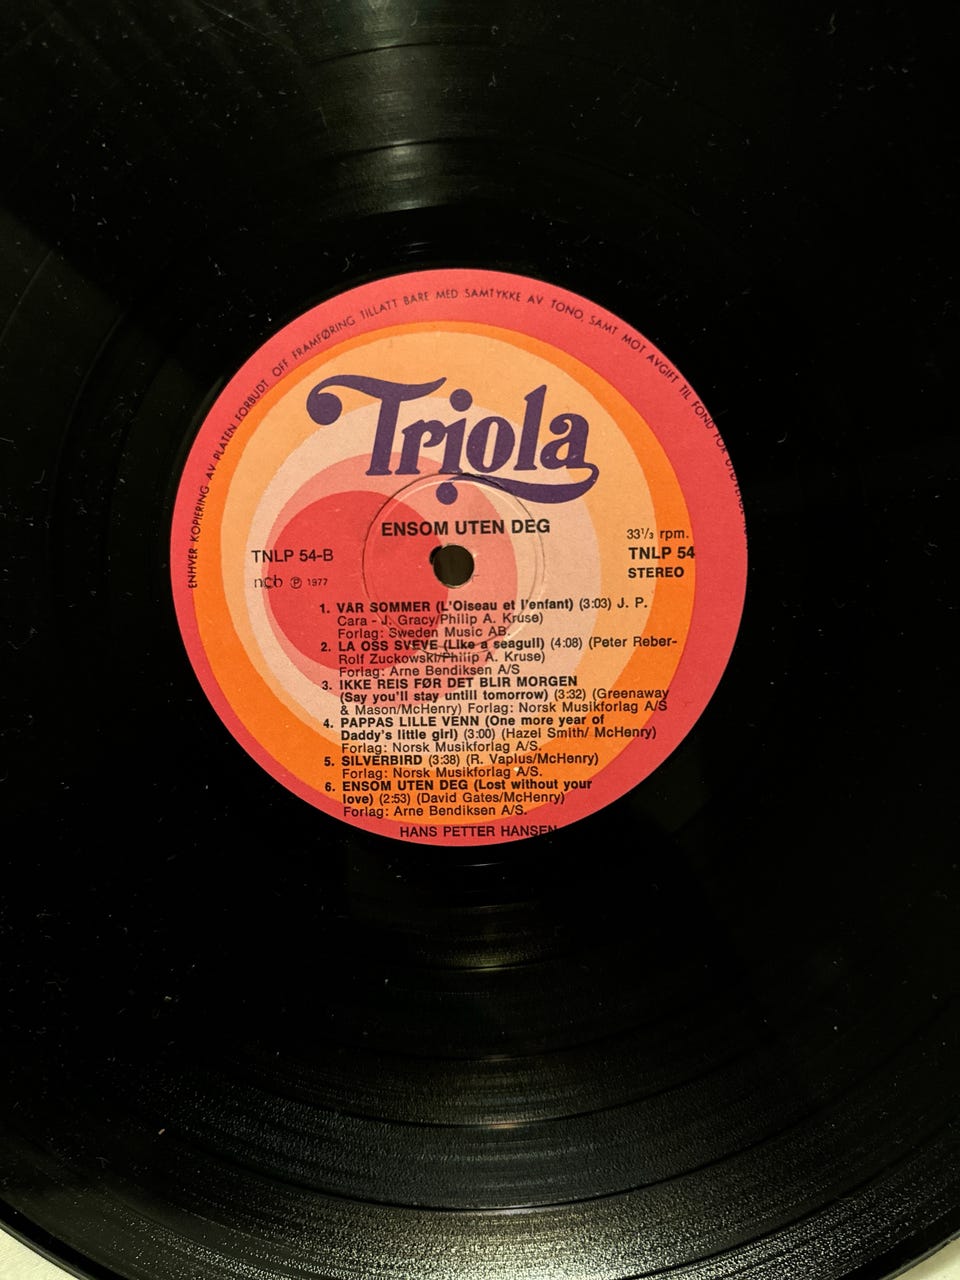 ENHVER KOPIERING AV PLATEN FORBUDT OFF FRAMFØRING TILLATT BARE MED SAMTYKKE AV TONO, SAMT MOT AVGIFT TIL FOND FOR
Triola
ENSOM UTEN DEG
TNLP 54-B
ncb Ⓟ 1977
33⅓ rpm.
TNLP 54
STEREO
1. VAR SOMMER (L'Oiseau et l'enfant) (3:03) J. P.
Cara - J. Gracy/Philip A. Kruse)
Forlag: Sweden Music AB.
2. LA OSS SVEVE (Like a seagull) (4:08) (Peter Reber-
Rolf Zuckowski/Philip A. Kruse)
Forlag: Arne Bendiksen A/S
3. IKKE REIS FØR DET BLIR MORGEN
(Say you'll stay untill tomorrow) (3:32) (Greenaway
& Mason/McHenry) Forlag: Norsk Musikforlag A/S
4. PAPPAS LILLE VENN (One more year of
Daddy's little girl) (3:00) (Hazel Smith/ McHenry)
Forlag: Norsk Musikforlag A/S.
5. SILVERBIRD (3:38) (R. Vaplus/McHenry)
Forlag: Norsk Musikforlag A/S.
6. ENSOM UTEN DEG (Lost without your
love) (2:53) (David Gates/McHenry)
Forlag: Arne Bendiksen A/S.
HANS PETTER HANSEN